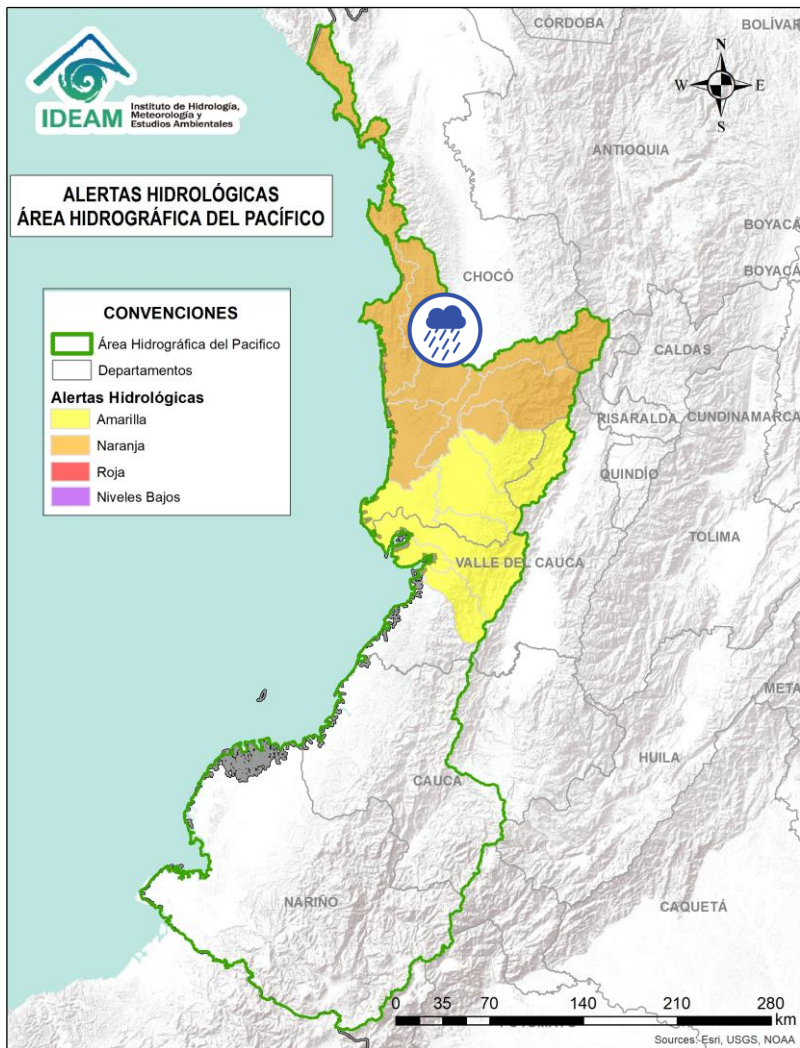 CÓRDOBA
BOLÍVAR
N
W
E
S
IDEAM
Instituto de Hidrología,
Meteorología y
Estudios Ambientales
ANTIOQUIA
ALERTAS HIDROLÓGICAS
ÁREA HIDROGRÁFICA DEL PACÍFICO
BOYACÁ
BOYACÁ
CHOCÓ
CONVENCIONES
Área Hidrográfica del Pacifico
Departamentos
Alertas Hidrológicas
Amarilla
Naranja
Roja
Niveles Bajos
CALDAS
RISARALDA
CUNDINAMARCA
QUINDÍO
TOLIMA
VALLE DEL CAUCA
META
HUILA
CAUCA
NARIÑO
CAQUETÁ
0 35 70 140 210 280
km
Sources: Esri, USGS, NOAA